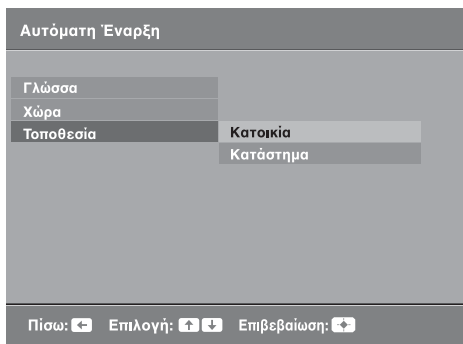 Αυτόματη Έναρξη
Γλώσσα
Χώρα
Τοποθεσία Κατοικία
Κατάστημα
Πίσω: Επιλογή: Επιβεβαίωση: